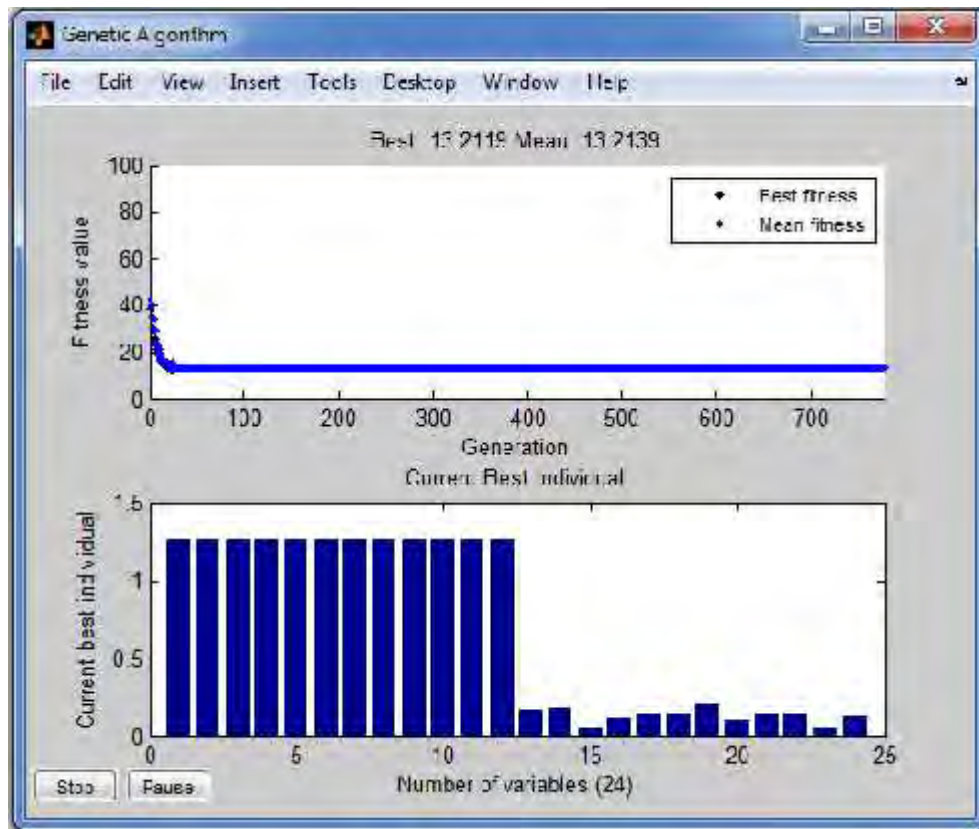 Genetic Algorithm
File Edit View Insert Tools Desktop Window Help
Best: 13.2119 Mean: 13.2139
100
80
60
40
20
0
Fitness value
Best fitness
Mean fitness
0 100 200 300 400 500 600 700
Generation
Current Best Individual
1.5
1
0.5
0
Current best individual
0 5 10 15 20 25
Number of variables (24)
Stop Pause